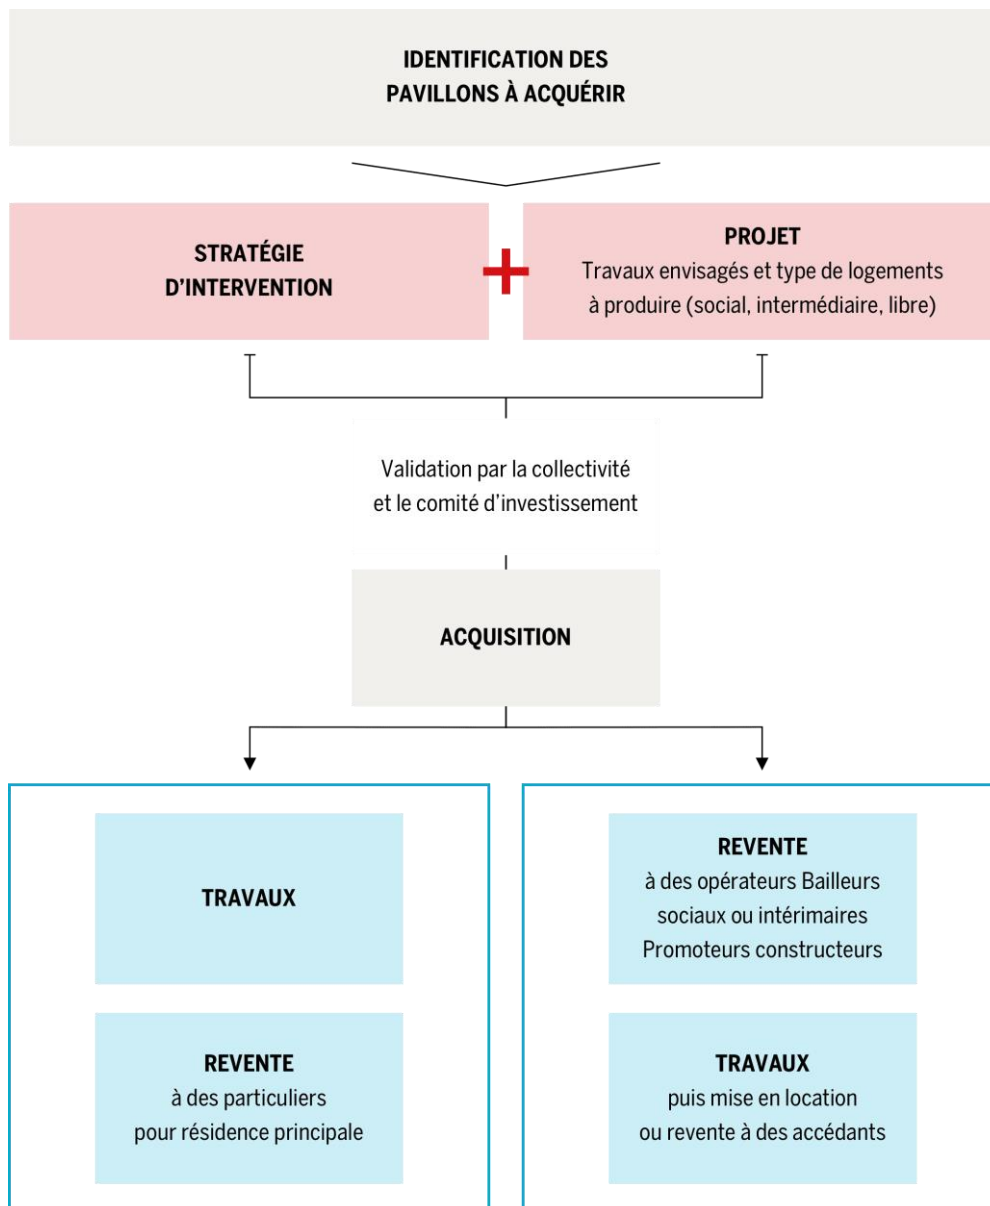 IDENTIFICATION DES
PAVILLONS À ACQUÉRIR
STRATÉGIE
D'INTERVENTION
+
PROJET
Travaux envisagés et type de logements
à produire (social, intermédiaire, libre)
Validation par la collectivité
et le comité d'investissement
ACQUISITION
TRAVAUX
REVENTE
à des particuliers
pour résidence principale
REVENTE
à des opérateurs Bailleurs
sociaux ou intérimaires
Promoteurs constructeurs
TRAVAUX
puis mise en location
ou revente à des accédants